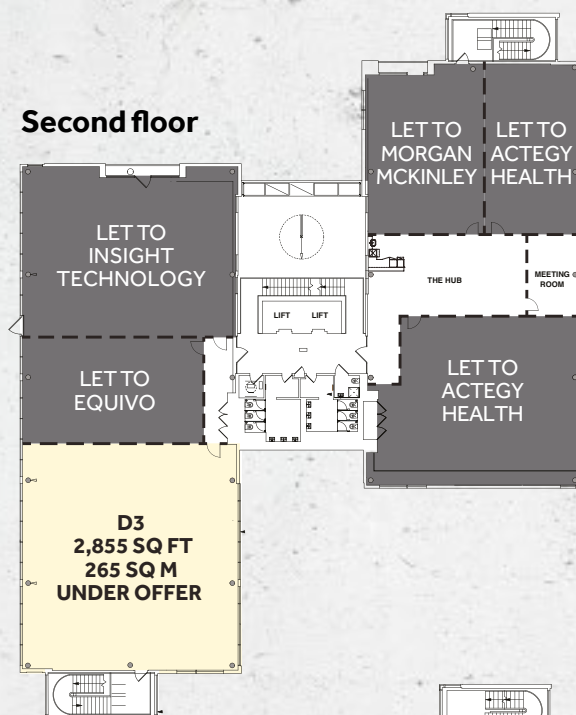 Second floor
LET TO
MORGAN
MCKINLEY
LET TO
ACTEGY
HEALTH
LET TO
INSIGHT
TECHNOLOGY
THE HUB
MEETING
ROOM
LIFT
LIFT
LET TO
EQUIVO
LET TO
ACTEGY
HEALTH
D3
2,855 SQ FT
265 SQ M
UNDER OFFER